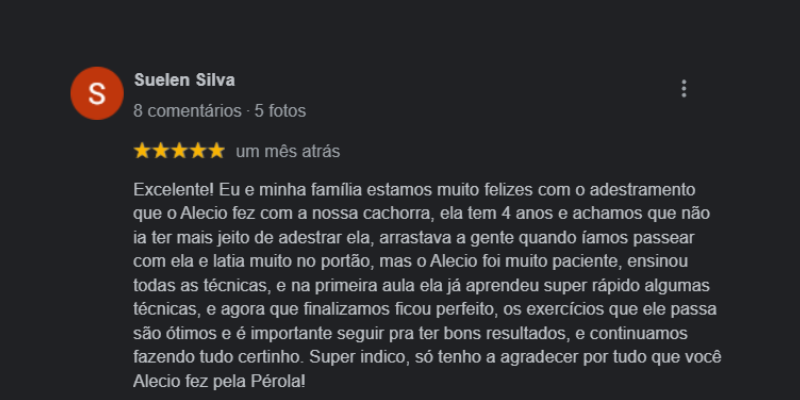 S
Suelen Silva
8 comentários · 5 fotos
um mês atrás
Excelente! Eu e minha família estamos muito felizes com o adestramento
que o Alecio fez com a nossa cachorra, ela tem 4 anos e achamos que não
ia ter mais jeito de adestrar ela, arrastava a gente quando íamos passear
com ela e latia muito no portão, mas o Alecio foi muito paciente, ensinou
todas as técnicas, e na primeira aula ela já aprendeu super rápido algumas
técnicas, e agora que finalizamos ficou perfeito, os exercícios que ele passa
são ótimos e é importante seguir pra ter bons resultados, e continuamos
fazendo tudo certinho. Super indico, só tenho a agradecer por tudo que você
Alecio fez pela Pérola!